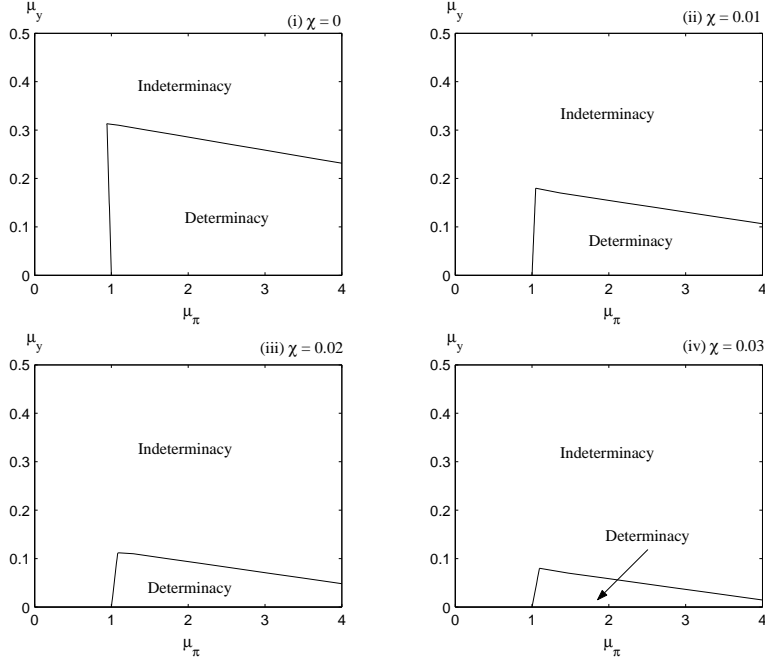 μ_y
(i) χ = 0
0.5
0.4
0.3
0.2
0.1
0
Indeterminacy
Determinacy
0 1 2 3 4
μ_π
μ_y
(ii) χ = 0.01
0.5
0.4
0.3
0.2
0.1
0
Indeterminacy
Determinacy
0 1 2 3 4
μ_π
μ_y
(iii) χ = 0.02
0.5
0.4
0.3
0.2
0.1
0
Indeterminacy
Determinacy
0 1 2 3 4
μ_π
μ_y
(iv) χ = 0.03
0.5
0.4
0.3
0.2
0.1
0
Indeterminacy
Determinacy
0 1 2 3 4
μ_π